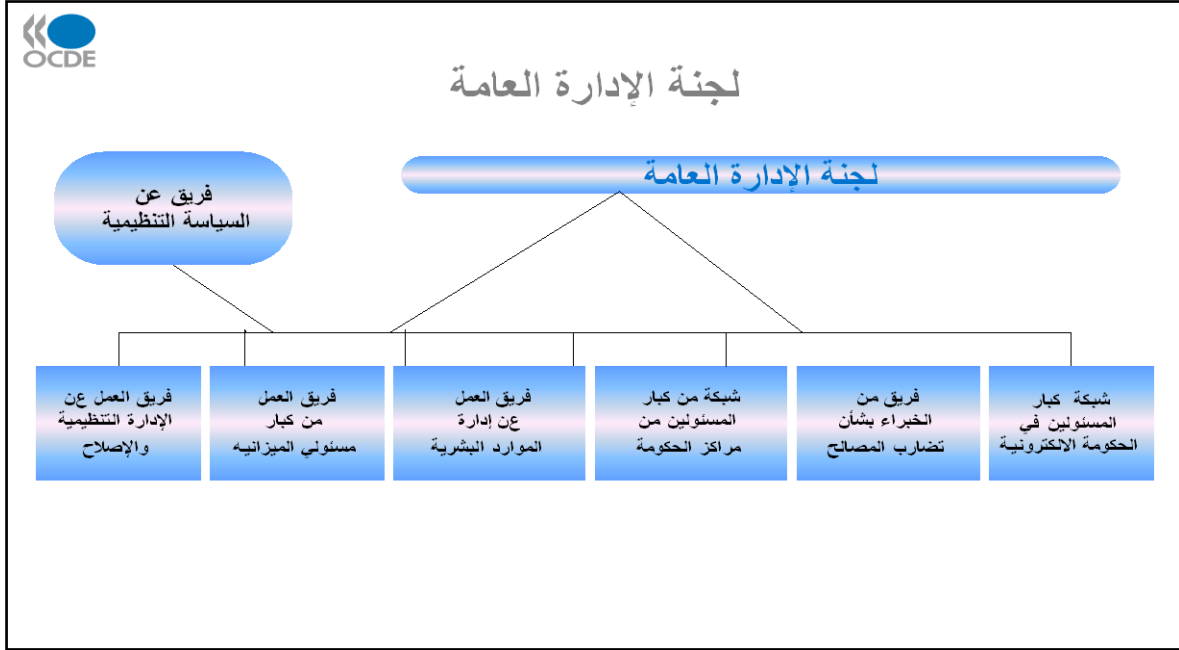 OCDE
لجنة الإدارة العامة
لجنة الإدارة العامة
فريق عن
السياسة التنظيمية
شبكة كبار
المسئولين في
الحكومة الالكترونية
فريق من
الخبراء بشأن
تضارب المصالح
شبكة من كبار
المسئولين من
مراكز الحكومة
فريق العمل
عن إدارة
الموارد البشرية
فريق العمل
من كبار
مسئولي الميزانيه
فريق العمل عن
الإدارة التنظيمية
والإصلاح